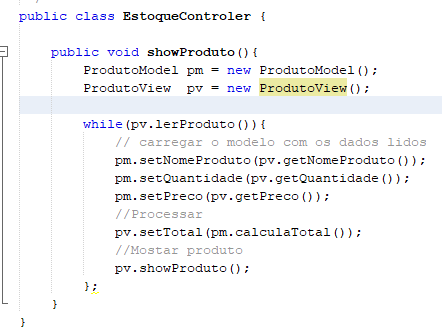 public class EstoqueControler {
public void showProduto(){
ProdutoModel pm = new ProdutoModel();
ProdutoView  pv = new ProdutoView();
while(pv.lerProduto()){
// carregar o modelo com os dados lidos
pm.setNomeProduto(pv.getNomeProduto());
pm.setQuantidade(pv.getQuantidade());
pm.setPreco(pv.getPreco());
//Processar
pv.setTotal(pm.calculaTotal());
//Mostar produto
pv.showProduto();
};
}
}